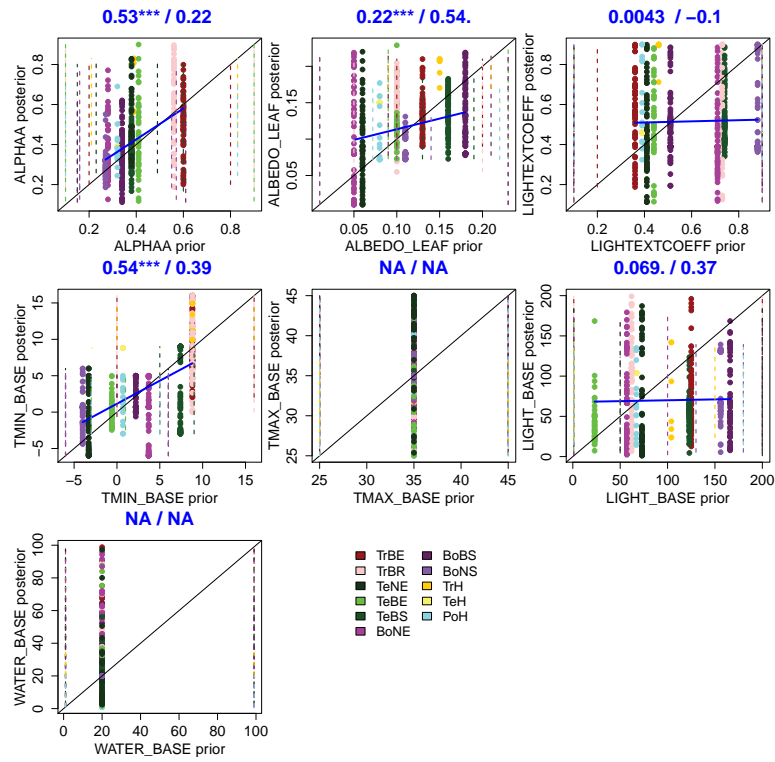 0.53*** / 0.22
0.22*** / 0.54.
0.0043 / −0.1
ALPHAA posterior
0.2 0.4 0.6 0.8
0.2 0.4 0.6 0.8
ALPHAA prior
ALBEDO_LEAF posterior
0.05 0.15
0.05 0.10 0.15 0.20
ALBEDO_LEAF prior
LIGHTEXTCOEFF posterior
0.2 0.4 0.6 0.8
0.2 0.4 0.6 0.8
LIGHTEXTCOEFF prior
0.54*** / 0.39
NA / NA
0.069. / 0.37
TMIN_BASE posterior
−5 0 5 10 15
−5 0 5 10 15
TMIN_BASE prior
TMAX_BASE posterior
25 30 35 40 45
25 30 35 40 45
TMAX_BASE prior
LIGHT_BASE posterior
0 50 100 150 200
0 50 100 150 200
LIGHT_BASE prior
NA / NA
WATER_BASE posterior
0 20 40 60 80 100
0 20 40 60 80 100
WATER_BASE prior
TrBE
TrBR
TeNE
TeBE
TeBS
BoNE
BoBS
BoNS
TrH
TeH
PoH